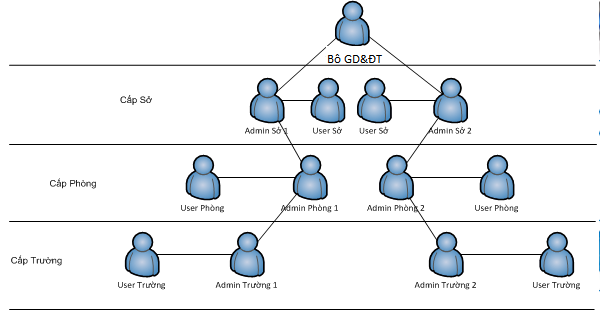 Bộ GD&ĐT
Cấp Sở
Admin Sở 1
User Sở
User Sở
Admin Sở 2
Cấp Phòng
User Phòng
Admin Phòng 1
Admin Phòng 2
User Phòng
Cấp Trường
User Trường
Admin Trường 1
Admin Trường 2
User Trường